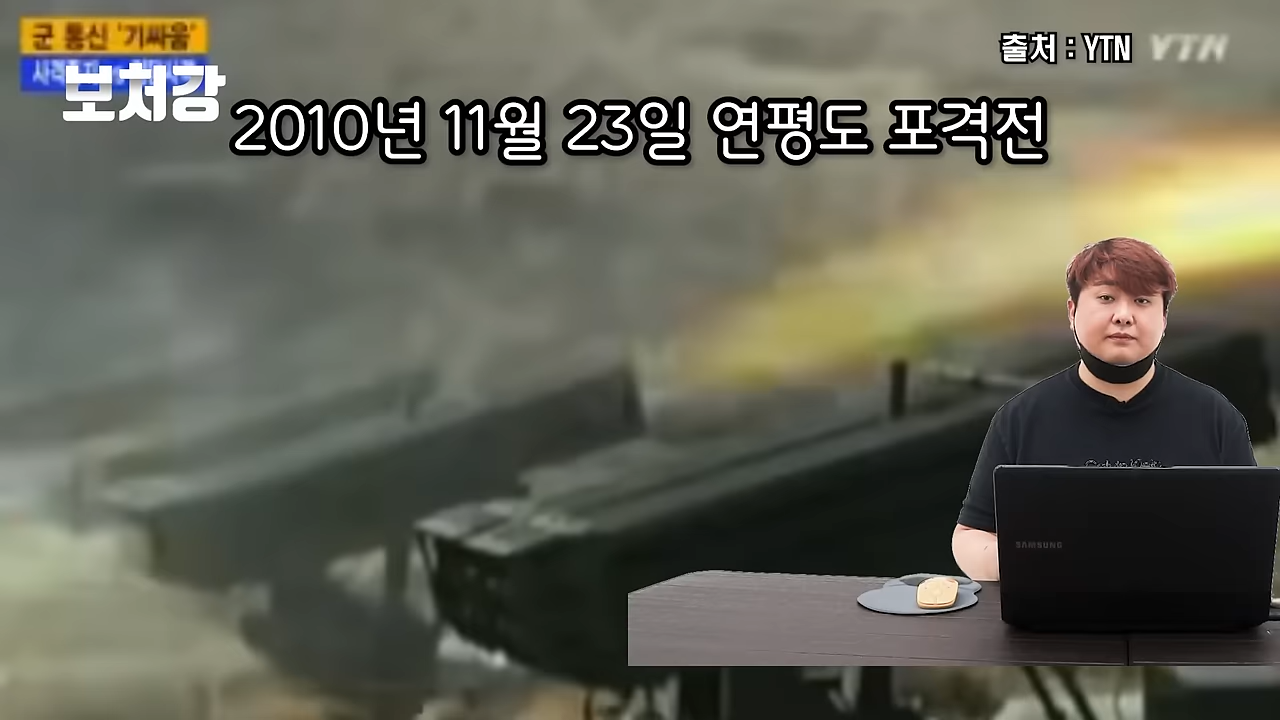 군 통신 '기싸움'
보처강
출처 : YTN
YTN
2010년 11월 23일 연평도 포격전
SAMSUNG